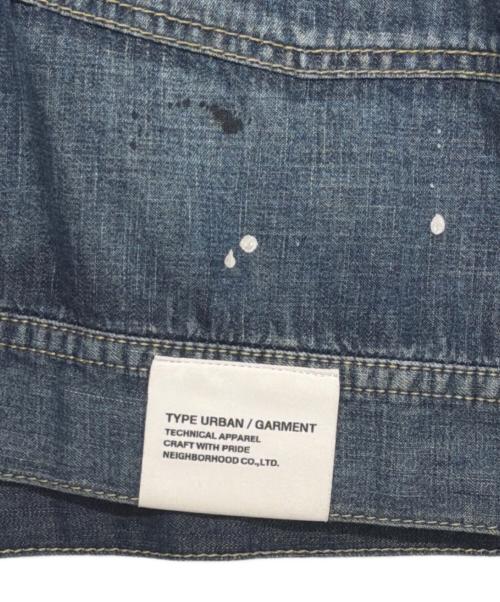 TYPE URBAN / GARMENT
TECHNICAL APPAREL
CRAFT WITH PRIDE
NEIGHBORHOOD CO.,LTD.